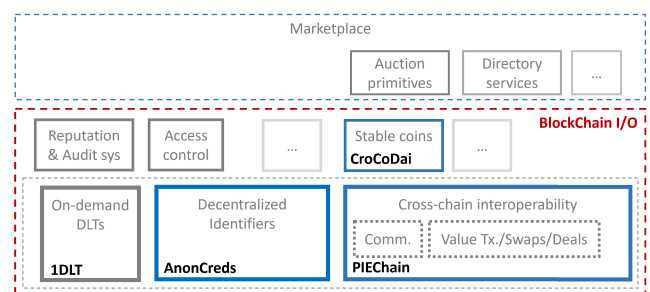 Marketplace
Auction
primitives
Directory
services
...
BlockChain I/O
Reputation
& Audit sys
Access
control
...
Stable coins
CroCoDai
...
On-demand
DLTs
1DLT
Decentralized
Identifiers
AnonCreds
Cross-chain interoperability
Comm.
Value Tx./Swaps/Deals
PIEChain